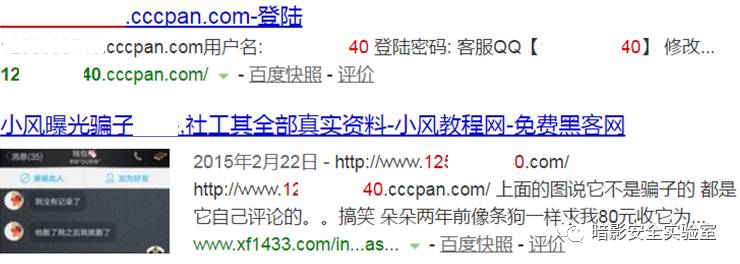 .cccpan.com-登陆
.cccpan.com用户名: 40 登陆密码: 客服QQ【 40】 修改...
12 40.cccpan.com/ - 百度快照 - 评价
小风曝光骗子 .社工其全部真实资料-小风教程网-免费黑客网
消息(35)
屏蔽此人 加为好友
我没有记录了
他删了我之后我就删了
2015年2月22日 - http://www.125 0.com/
http://www.12 40.cccpan.com/ 上面的图说它不是骗子的 都是
它自己评论的。。搞笑 朵朵两年前像条狗一样求我80元收它为...
www.xf1433.com/in...as... - 百度快照 - 评价
暗影安全实验室